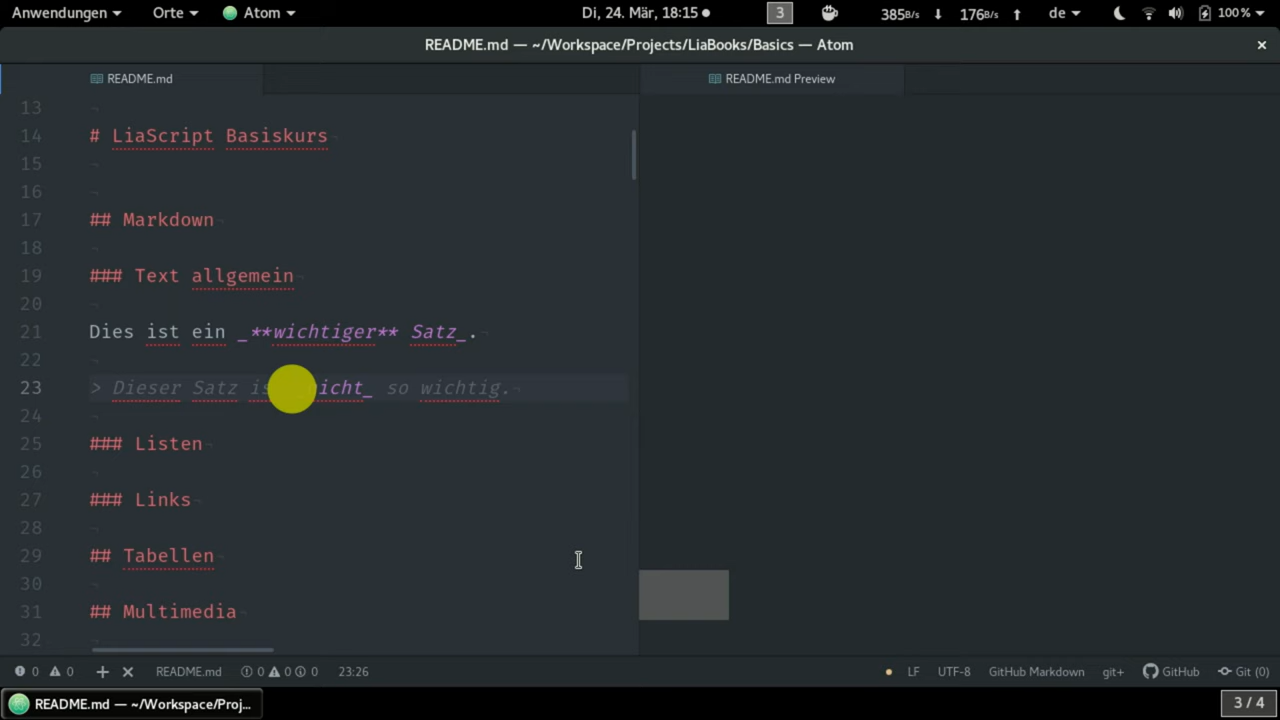 Anwendungen Orte Atom Di, 24. Mär, 18:15 3 385B/s 176B/s de 100%
README.md — ~/Workspace/Projects/LiaBooks/Basics — Atom ×
README.md README.md Preview
13
14 # LiaScript Basiskurs
15
16
17 ## Markdown
18
19 ### Text allgemein
20
21 Dies ist ein _**wichtiger** Satz_.
22
23 > Dieser Satz icht_ so wichtig.
24
25 ### Listen
26
27 ### Links
28
29 ## Tabellen
30
31 ## Multimedia
32
0 0 + × README.md 0 0 0 23:26 LF UTF-8 GitHub Markdown git+ GitHub Git (0)
README.md — ~/Workspace/Proj... 3 / 4